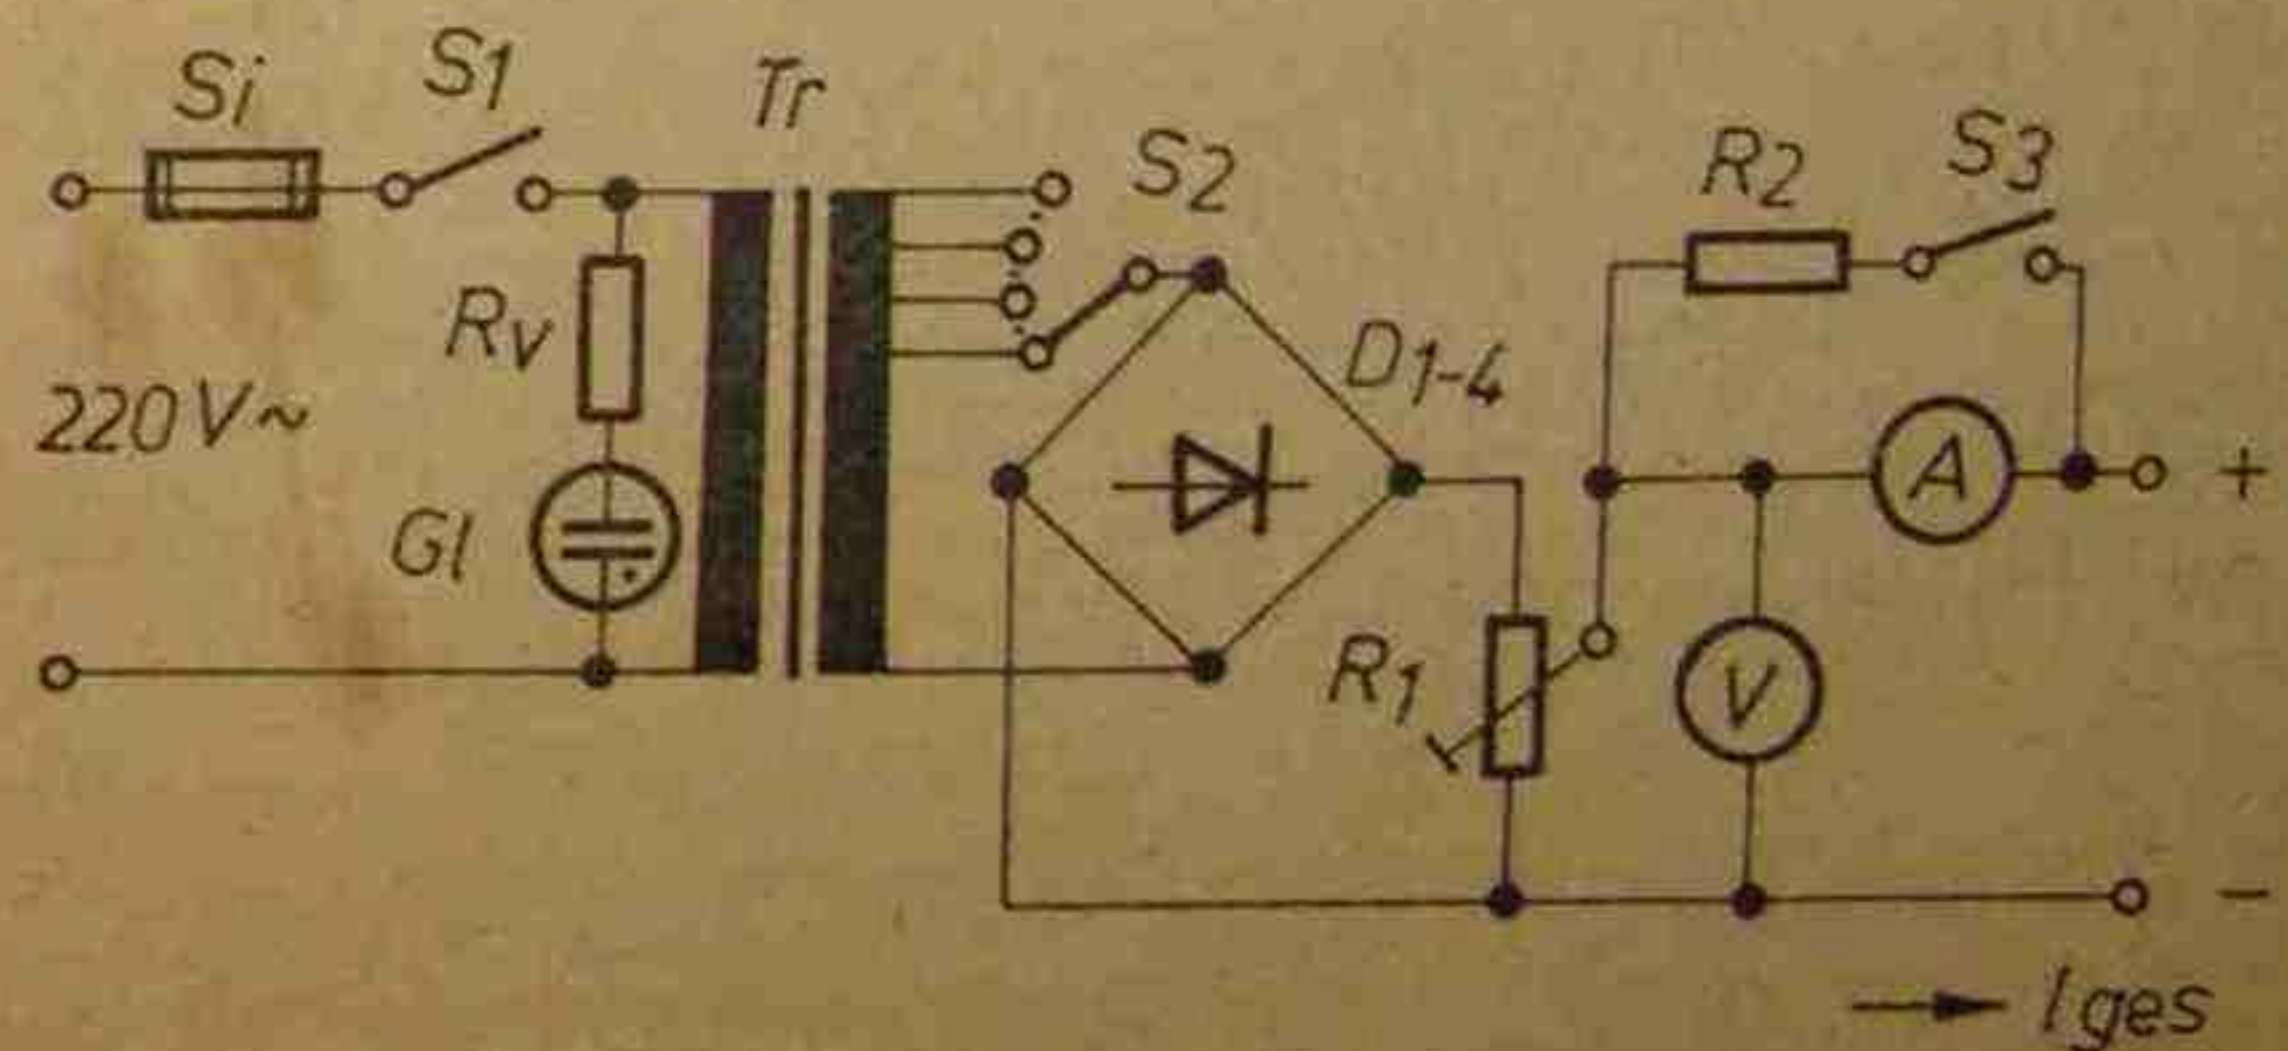 Si
S1
Tr
S2
R2
S3
Rv
D1-4
220V~
Gl
A
+
R1
V
-
Iges